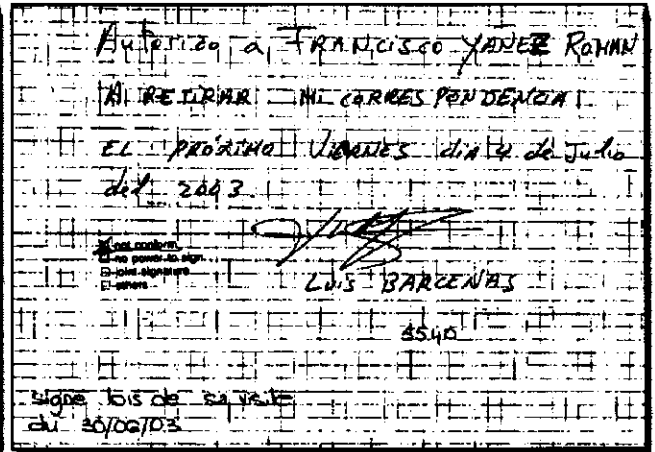 Autorizo a FRANCISCO YANEZ ROMAN
A RETIRAR MI CORRESPONDENCIA
EL PRÓXIMO VIERNES día 4 de Julio
del 2003
not conform
no power to sign
joint signature
others
LUIS BARCENAS
5540
signé lors de sa visite
du 30/06/03